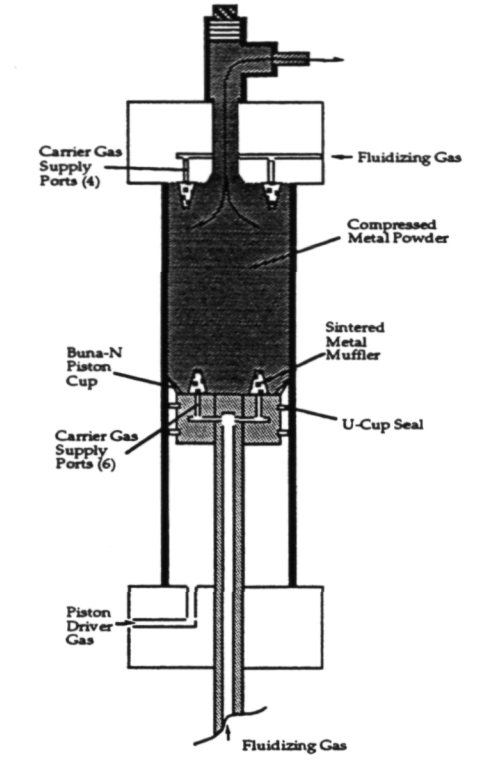 Carrier Gas
Supply
Ports (4)
Fluidizing Gas
Compressed
Metal Powder
Sintered
Metal
Muffler
Buna-N
Piston
Cup
U-Cup Seal
Carrier Gas
Supply
Ports (6)
Piston
Driver
Gas
Fluidizing Gas